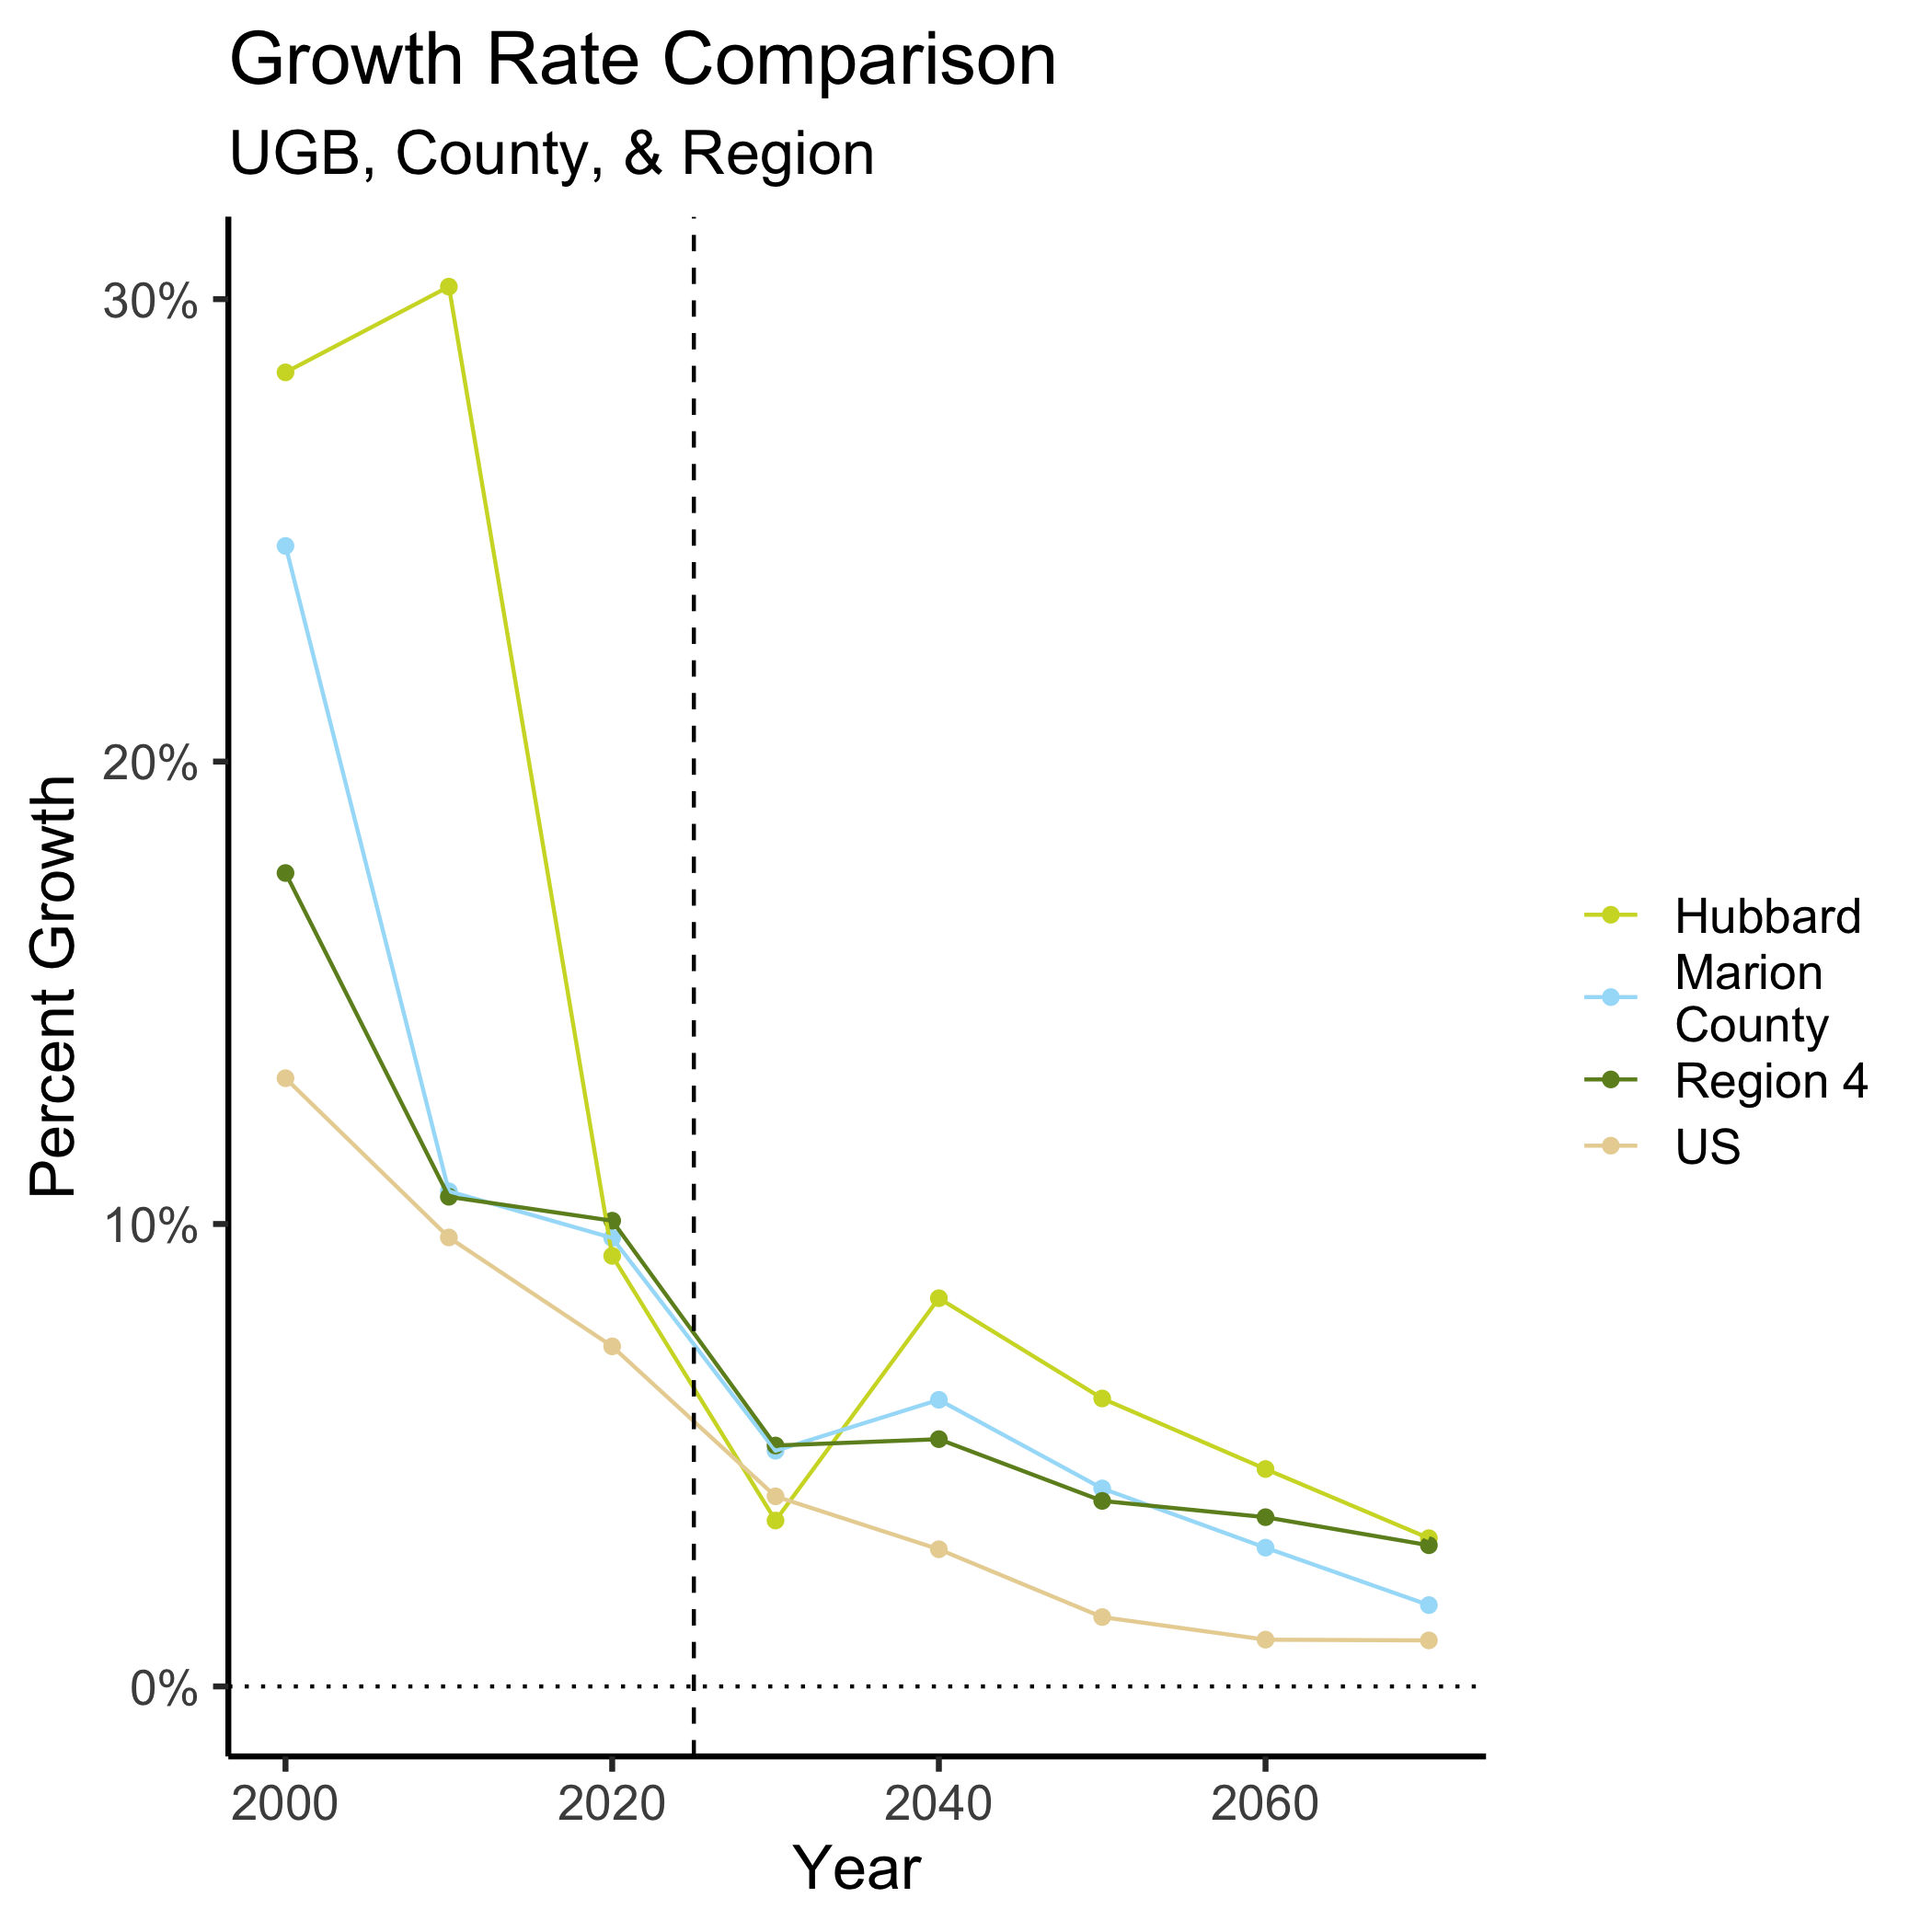 Growth Rate Comparison
UGB, County, & Region
Percent Growth
30%
20%
10%
0%
2000 2020 2040 2060
Year
Hubbard
Marion
County
Region 4
US